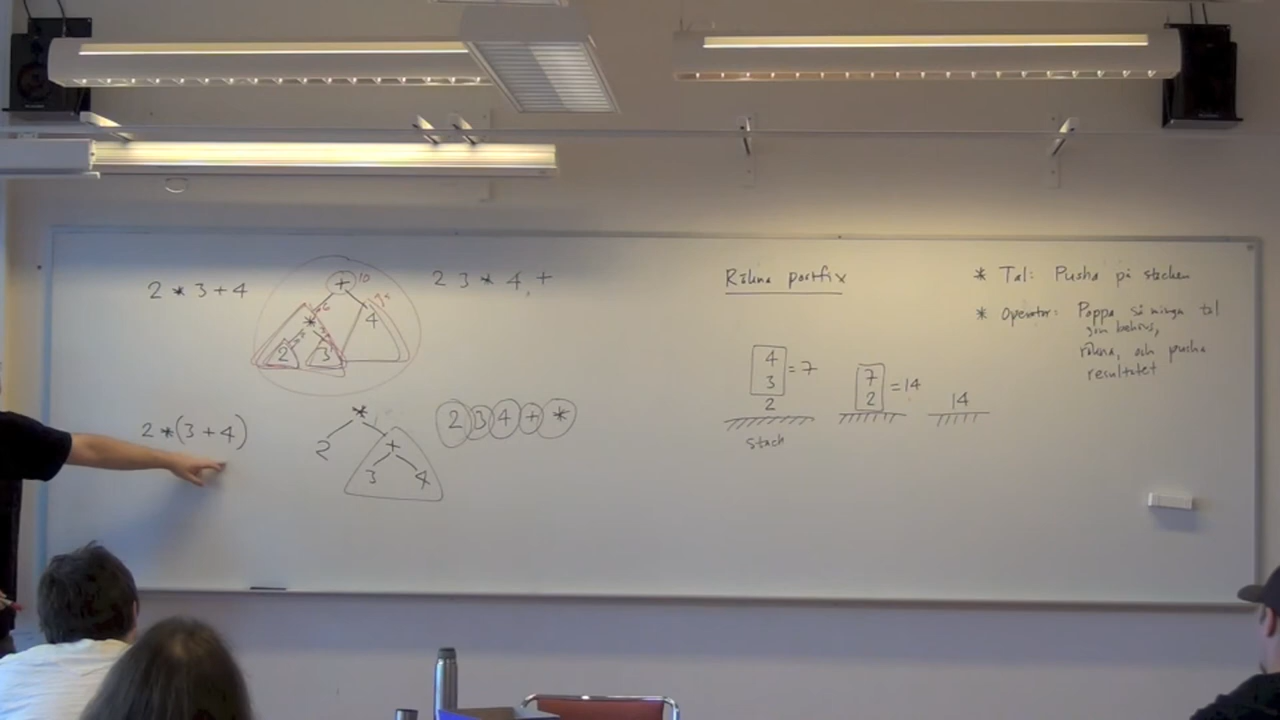 2 * 3 + 4
+ 10
* 4
2 3
2 3 * 4, +
2 * (3 + 4)
*
2 +
3 4
2 3 4 + *
Räkna postfix
4
3 = 7
2
stack
7 = 14
2
14
* Tal: Pusha på stacken
* Operator: Poppa så många tal
som behövs,
räkna, och pusha
resultatet